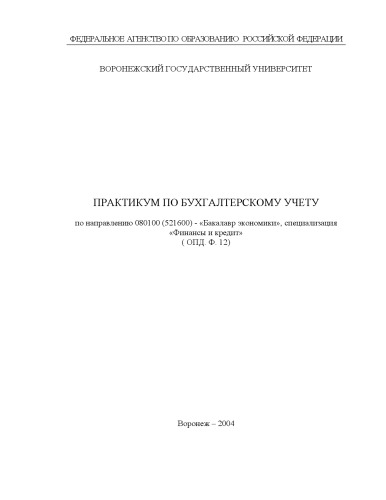 ФЕДЕРАЛЬНОЕ АГЕНСТВО ПО ОБРАЗОВАНИЮ РОССИЙСКОЙ ФЕДЕРАЦИИ
ВОРОНЕЖСКИЙ ГОСУДАРСТВЕННЫЙ УНИВЕРСИТЕТ
ПРАКТИКУМ ПО БУХГАЛТЕРСКОМУ УЧЕТУ
по направлению 080100 (521600) - «Бакалавр экономики», специализация
«Финансы и кредит»
( ОПД. Ф. 12)
Воронеж – 2004